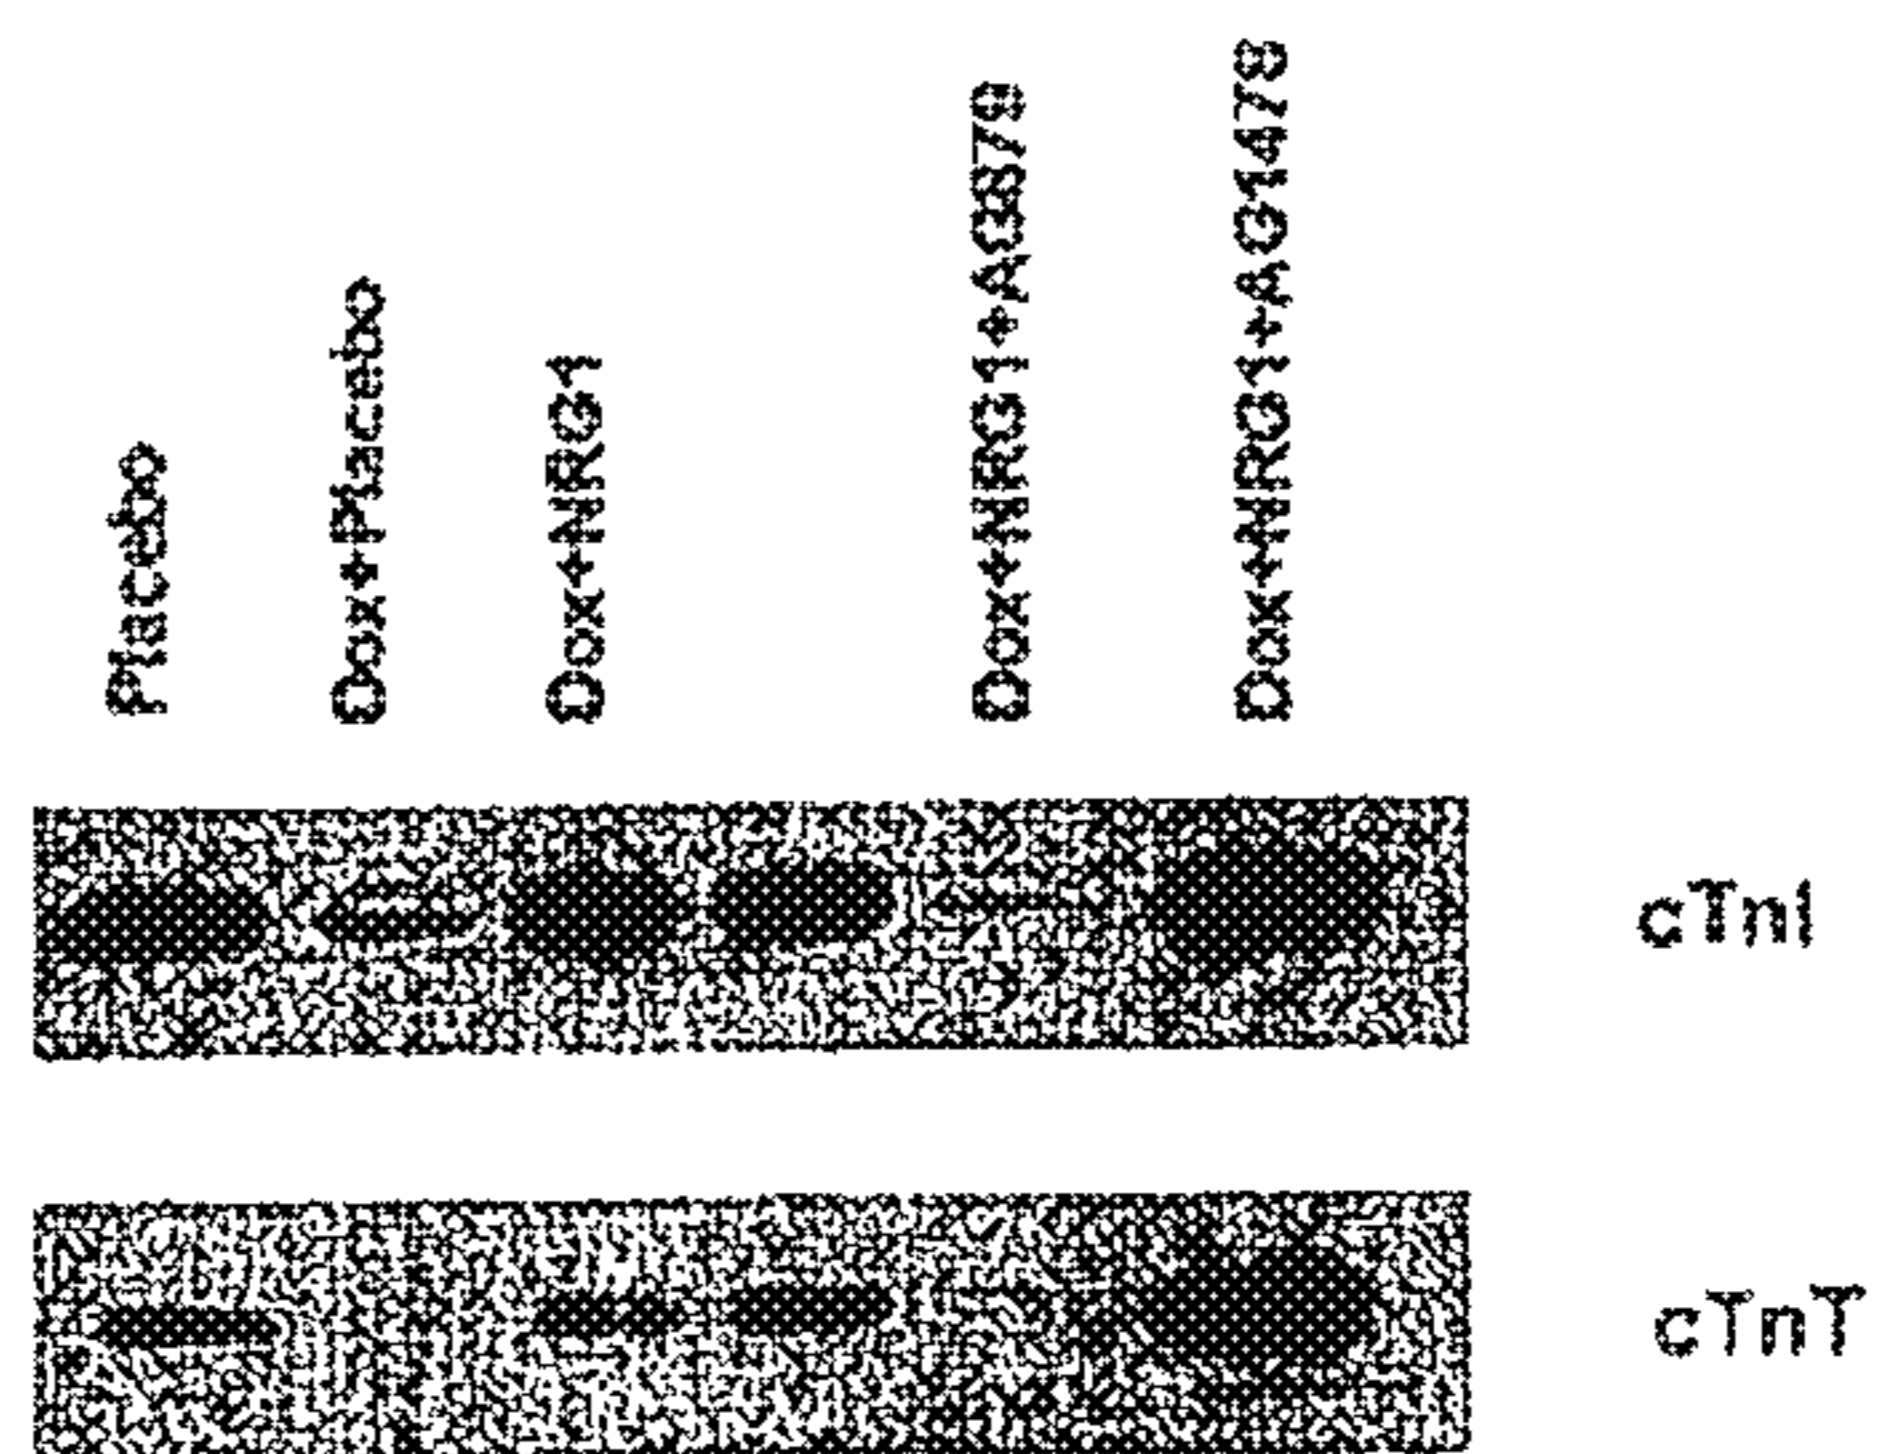 Placebo
Dox+Placebo
Dox+NRG1
Dox+NRG1+AG879
Dox+NRG1+AG1478
cTnI
cTnT